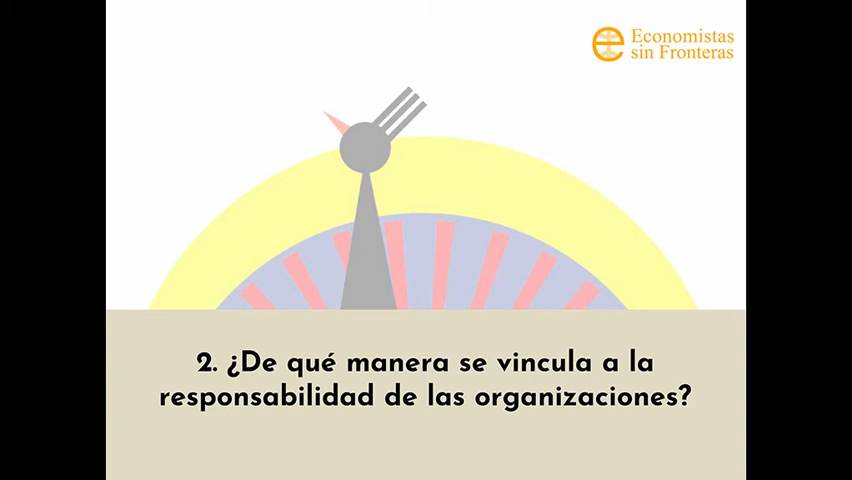 Economistas
sin Fronteras
2. ¿De qué manera se vincula a la
responsabilidad de las organizaciones?